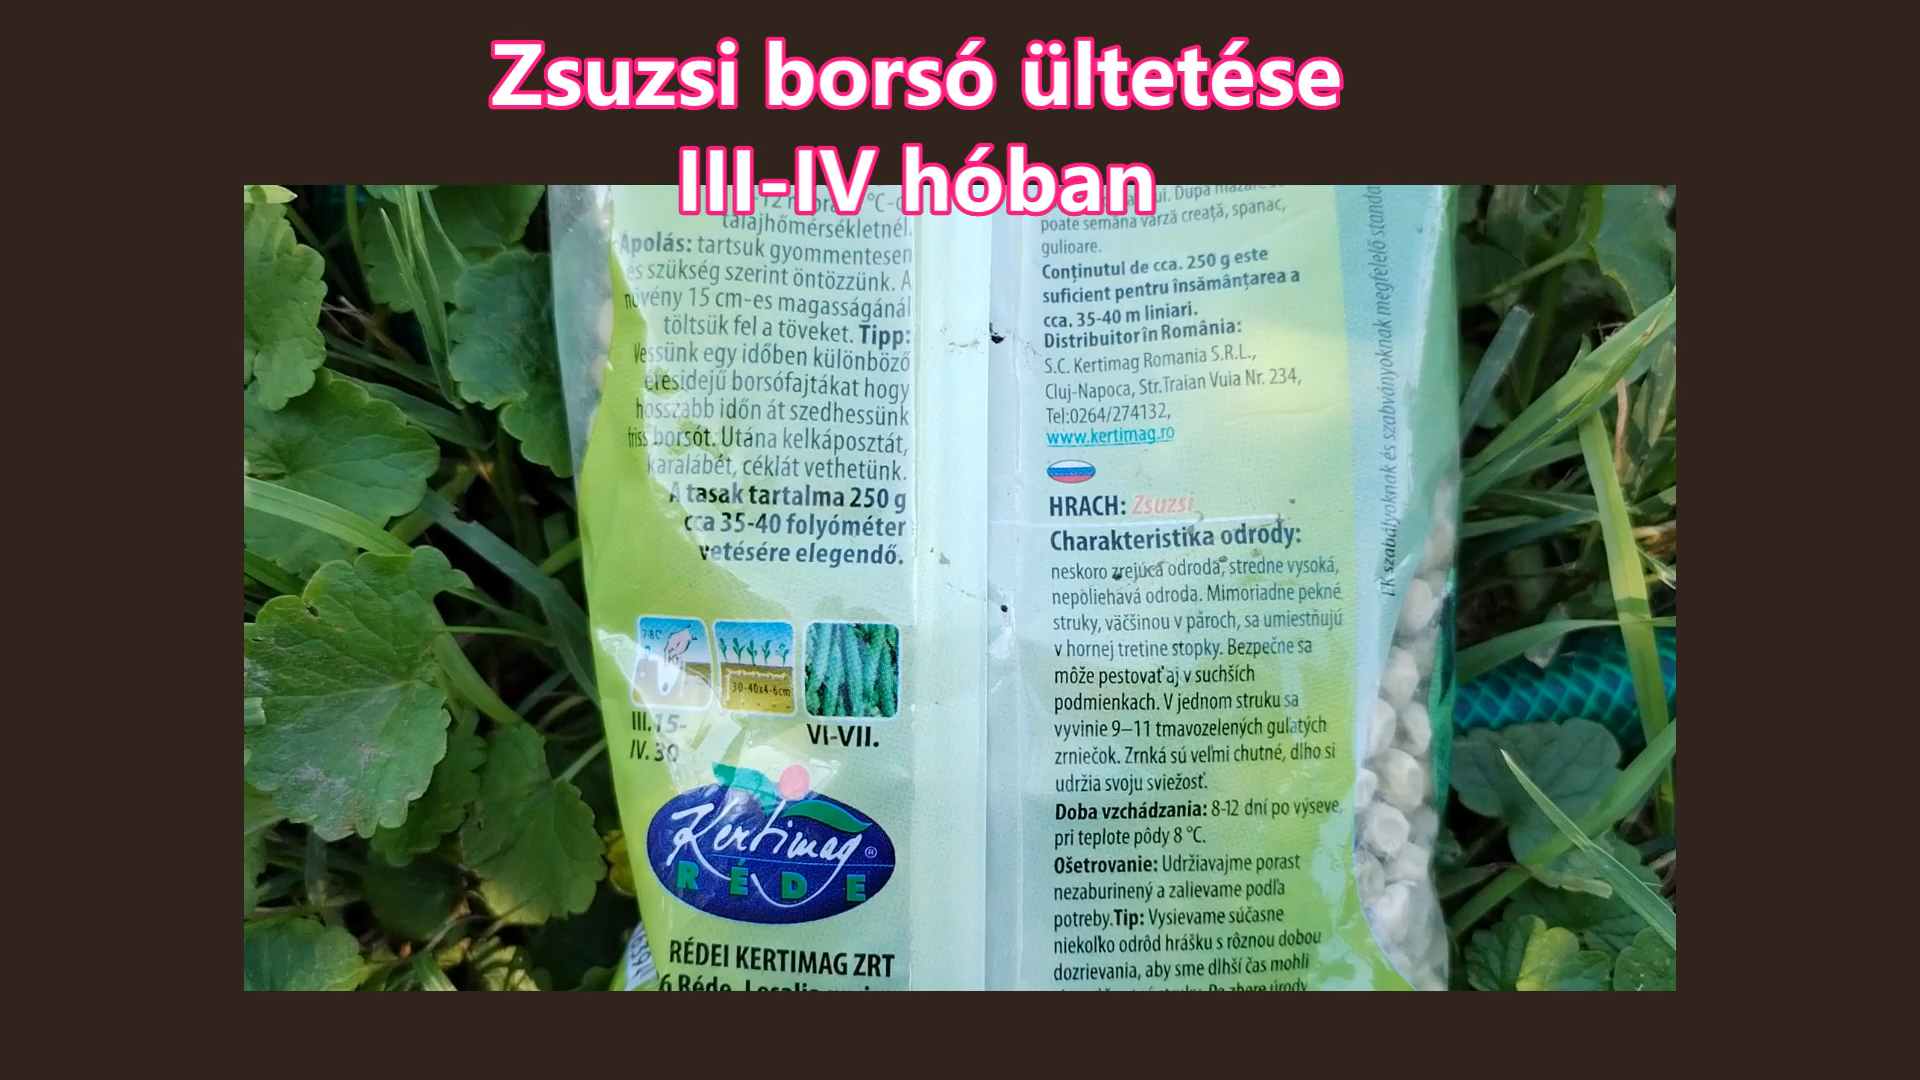 Zsuzsi borsó ültetése
III-IV hóban
talajhőmérsékletnél.
Ápolás: tartsuk gyommentesen
és szükség szerint öntözzünk. A
növény 15 cm-es magasságánál
töltsük fel a töveket. Tipp:
Vessünk egy időben különböző
érésidejű borsófajtákat hogy
hosszabb időn át szedhessünk
friss borsót. Utána kelkáposztát,
karalábét, céklát vethetünk.
A tasak tartalma 250 g
cca 35-40 folyóméter
vetésére elegendő.
7-8 C°
30-40x4-6cm
III.15-
IV. 30
VI-VII.
Kertimag®
RÉDE
RÉDEI KERTIMAG ZRT
După
poate semăna varză creață, spanac,
gulioare.
Conținutul de cca. 250 g este
suficient pentru însămânțarea a
cca. 35-40 m liniari.
Distribuitor în România:
S.C. Kertimag Romania S.R.L.,
Cluj-Napoca, Str.Traian Vuia Nr. 234,
Tel:0264/274132,
www.kertimag.ro
HRACH: Zsuzsi
Charakteristika odrody:
neskoro zrejúca odroda, stredne vysoká,
nepoliehavá odroda. Mimoriadne pekné
struky, väčšinou v pároch, sa umiestňujú
v hornej tretine stopky. Bezpečne sa
môže pestovať aj v suchších
podmienkach. V jednom struku sa
vyvinie 9–11 tmavozelených guľatých
zrniečok. Zrnká sú veľmi chutné, dlho si
udržia svoju sviežosť.
Doba vzchádzania: 8-12 dní po výseve,
pri teplote pôdy 8 °C.
Ošetrovanie: Udržiavajme porast
nezaburinený a zalievame podľa
potreby.Tip: Vysievame súčasne
niekoľko odrôd hrášku s rôznou dobou
dozrievania, aby sme dlhší čas mohli
szabályoknak és szabványoknak megfelelő